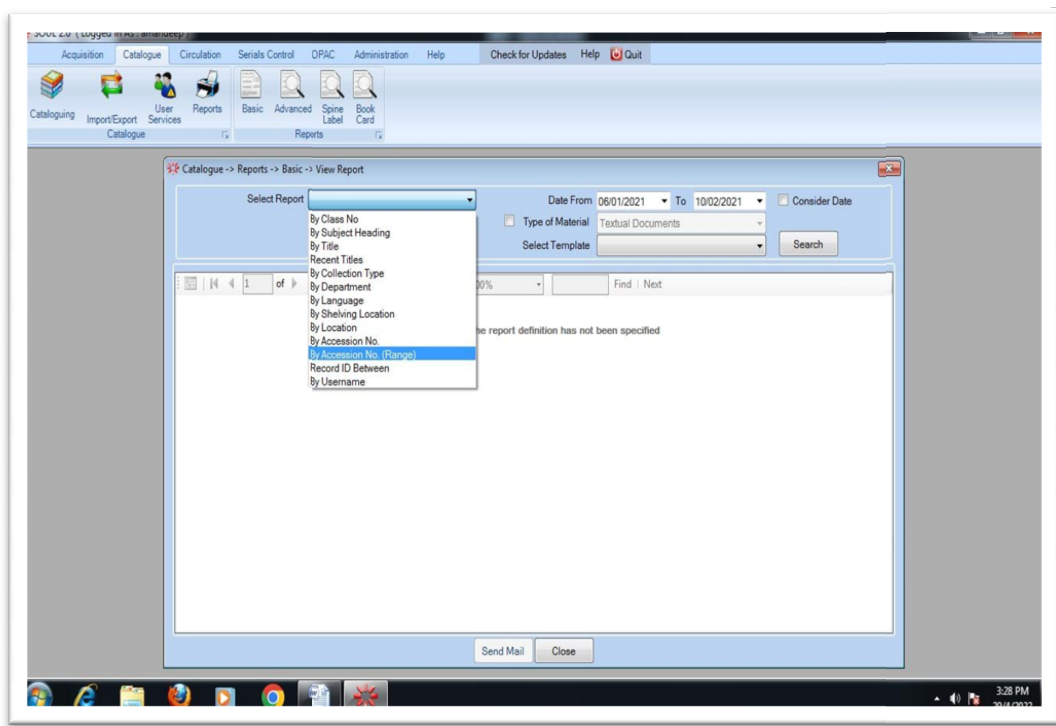 SOUL 2.0 ( Logged In As : amandeep )
Acquisition Catalogue Circulation Serials Control OPAC Administration Help Check for Updates Help Quit
Cataloguing Import/Export User Services Reports Basic Advanced Spine Label Book Card
Catalogue Reports
Catalogue -> Reports -> Basic -> View Report
Select Report Date From 06/01/2021 To 10/02/2021 Consider Date
Type of Material Textual Documents
Select Template Search
By Class No
By Subject Heading
By Title
Recent Titles
By Collection Type
By Department
By Language
By Shelving Location
By Location
By Accession No.
By Accession No. (Range)
Record ID Between
By Username
1 of Find | Next
report definition has not been specified
Send Mail Close
3:28 PM